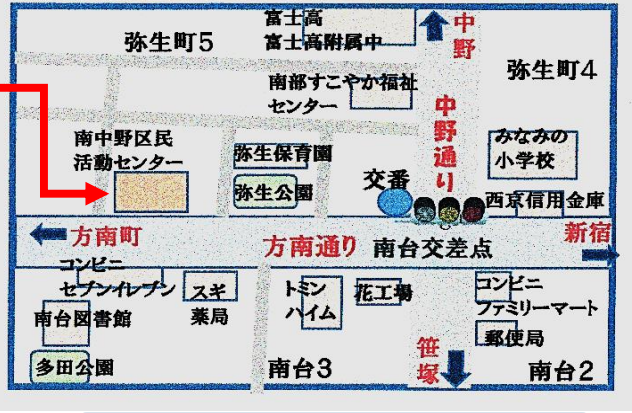 富士高
富士高附属中
中野
弥生町5
弥生町4
南部すこやか福祉
センター
中野通り
南中野区民
活動センター
弥生保育園
みなみの
小学校
弥生公園
交番
西京信用金庫
方南町
方南通り
南台交差点
新宿
コンビニ
セブンイレブン
スギ
薬局
トミン
ハイム
花工場
コンビニ
ファミリーマート
南台図書館
郵便局
笹塚
多田公園
南台3
南台2